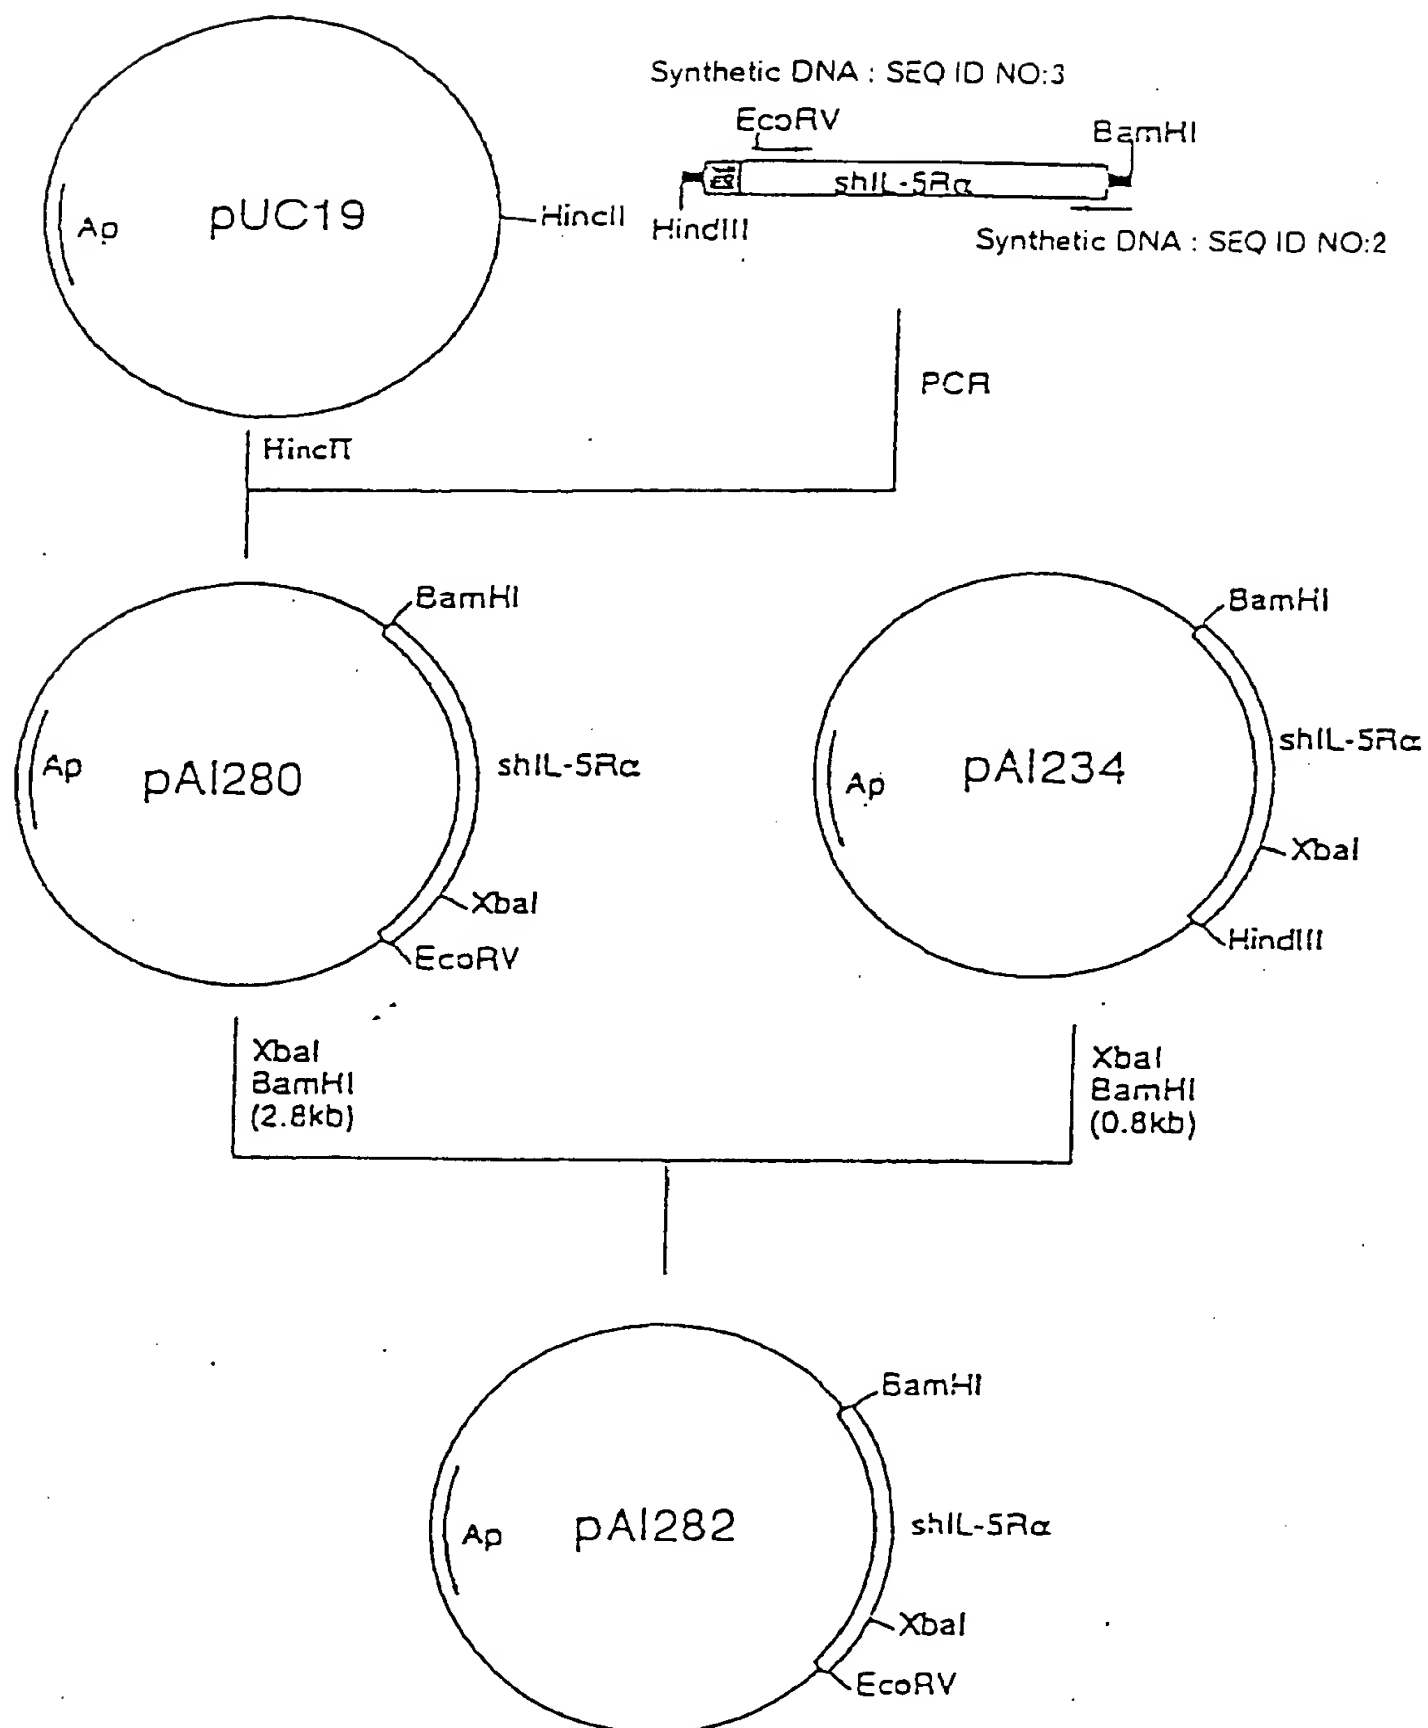 Synthetic DNA : SEQ ID NO:3
EcoRV
BamHI
shIL-5Rα
HindIII
Synthetic DNA : SEQ ID NO:2
pUC19
Ap
HincII
PCR
HincII
BamHI
shIL-5Rα
Ap
pAI280
XbaI
EcoRV
BamHI
shIL-5Rα
Ap
pAI234
XbaI
HindIII
XbaI
BamHI
(2.8kb)
XbaI
BamHI
(0.8kb)
BamHI
shIL-5Rα
Ap
pAI282
XbaI
EcoRV